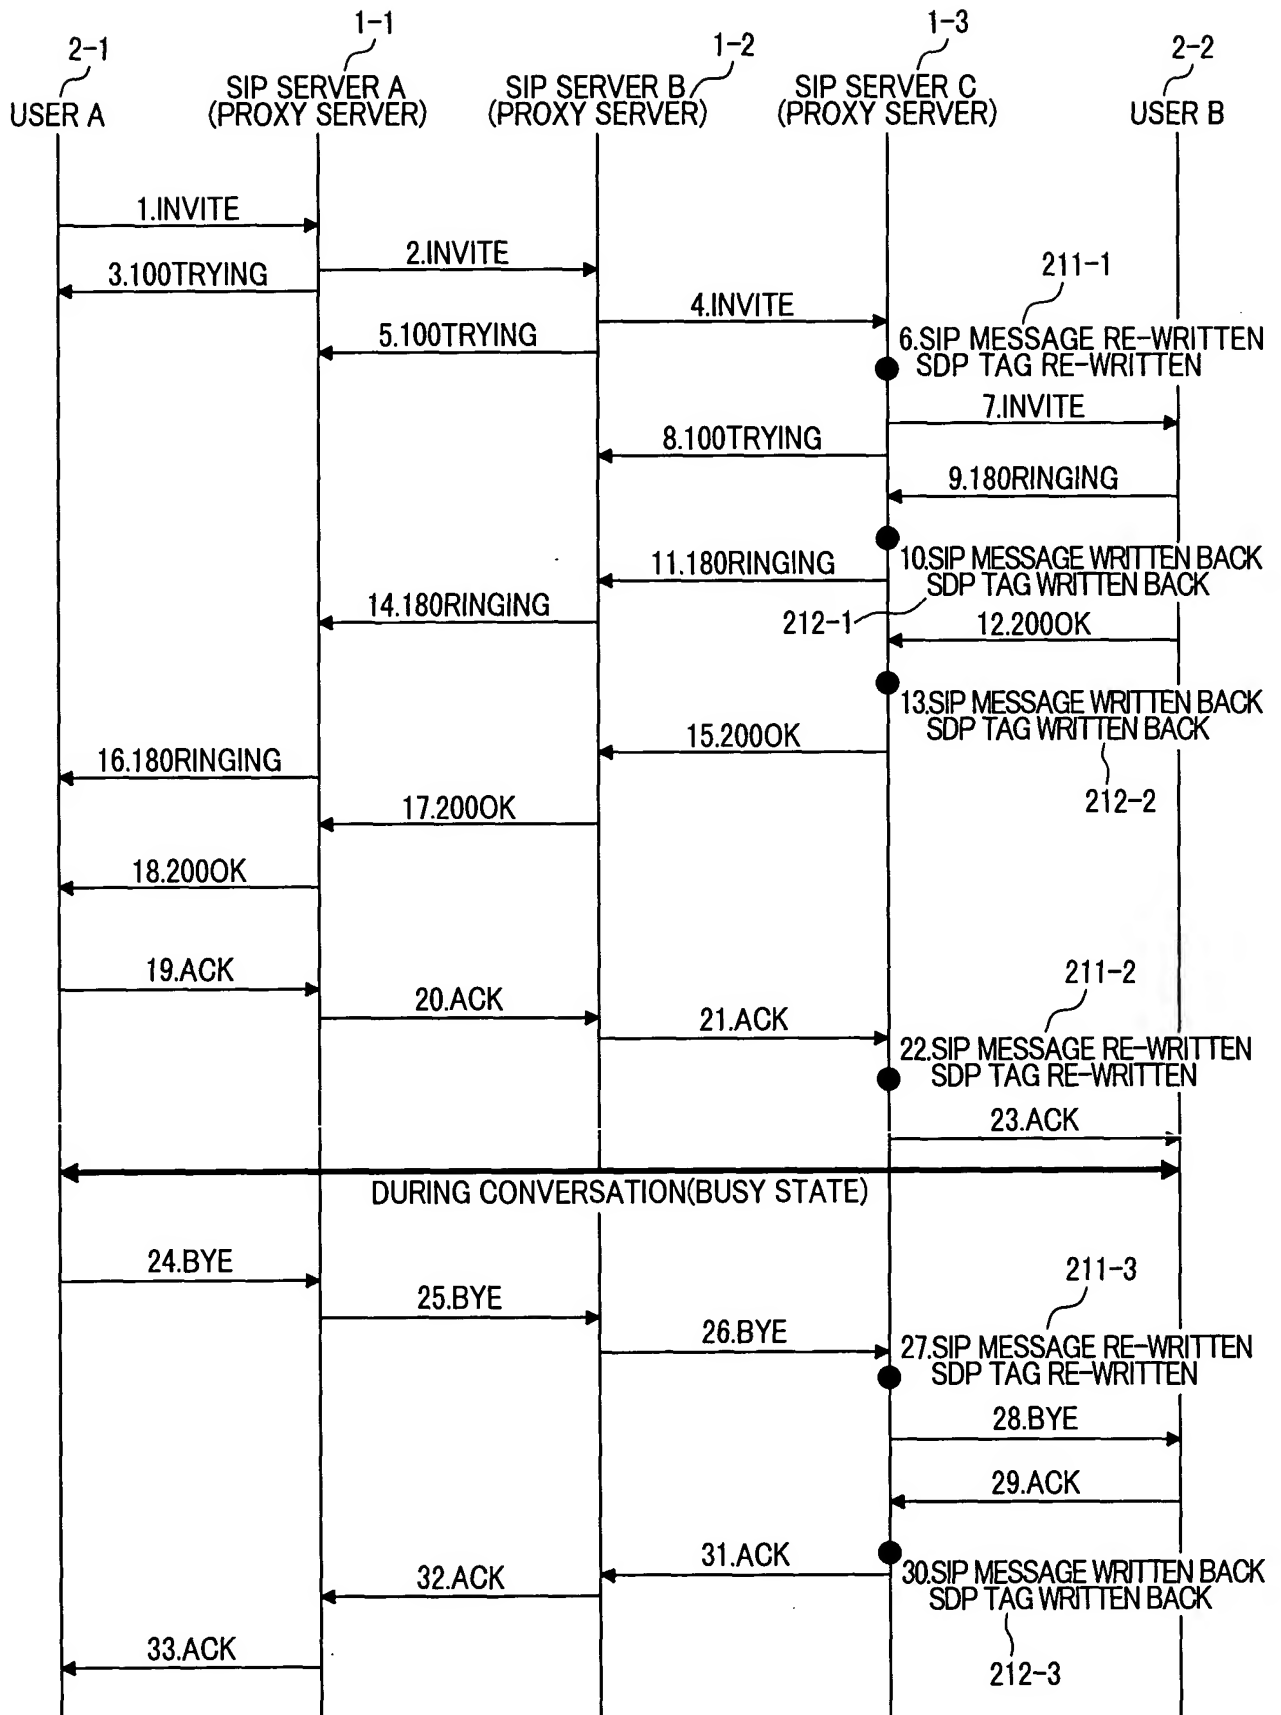 1-1
1-3
2-1
1-2
2-2
SIP SERVER A
(PROXY SERVER)
SIP SERVER B
(PROXY SERVER)
SIP SERVER C
(PROXY SERVER)
USER A
USER B
1.INVITE
2.INVITE
3.100TRYING
211-1
4.INVITE
5.100TRYING
6.SIP MESSAGE RE-WRITTEN
SDP TAG RE-WRITTEN
7.INVITE
8.100TRYING
9.180RINGING
10.SIP MESSAGE WRITTEN BACK
SDP TAG WRITTEN BACK
11.180RINGING
212-1
14.180RINGING
12.200OK
13.SIP MESSAGE WRITTEN BACK
SDP TAG WRITTEN BACK
15.200OK
212-2
16.180RINGING
17.200OK
18.200OK
19.ACK
211-2
20.ACK
21.ACK
22.SIP MESSAGE RE-WRITTEN
SDP TAG RE-WRITTEN
23.ACK
DURING CONVERSATION(BUSY STATE)
24.BYE
211-3
25.BYE
26.BYE
27.SIP MESSAGE RE-WRITTEN
SDP TAG RE-WRITTEN
28.BYE
29.ACK
31.ACK
30.SIP MESSAGE WRITTEN BACK
SDP TAG WRITTEN BACK
32.ACK
33.ACK
212-3